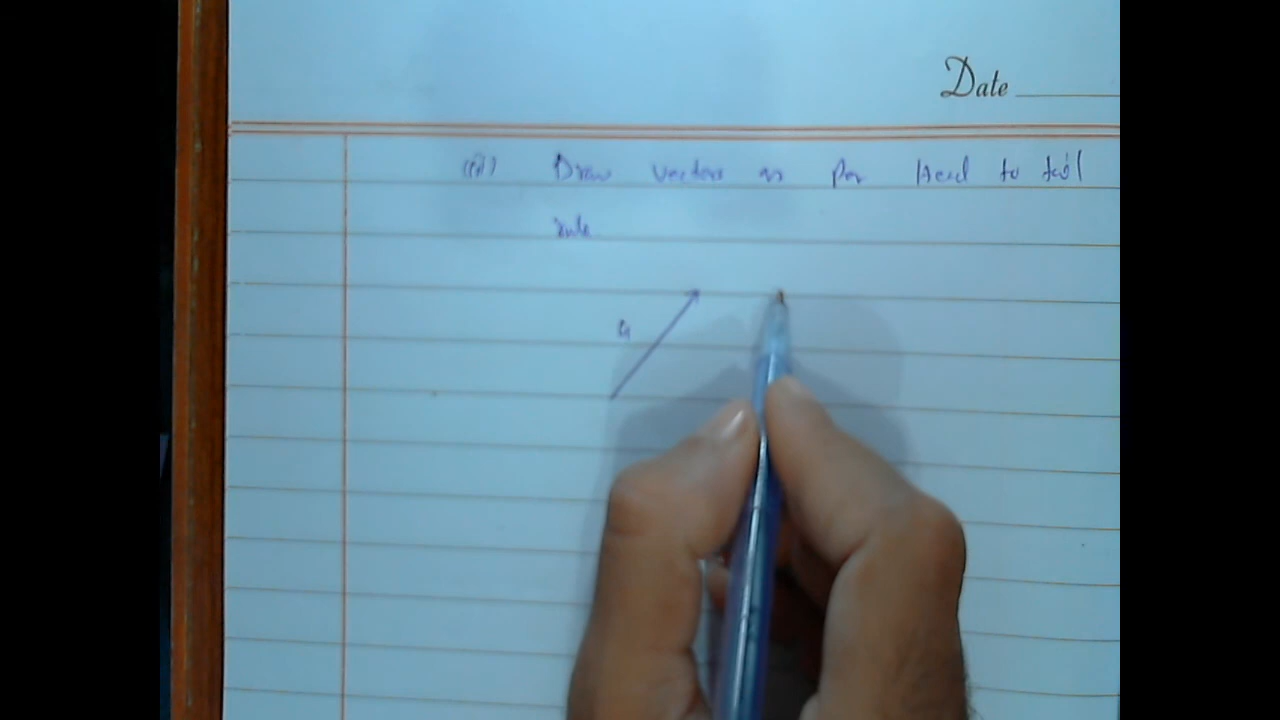 Date
(iii) Draw vectors as per Head to tail
rule
a